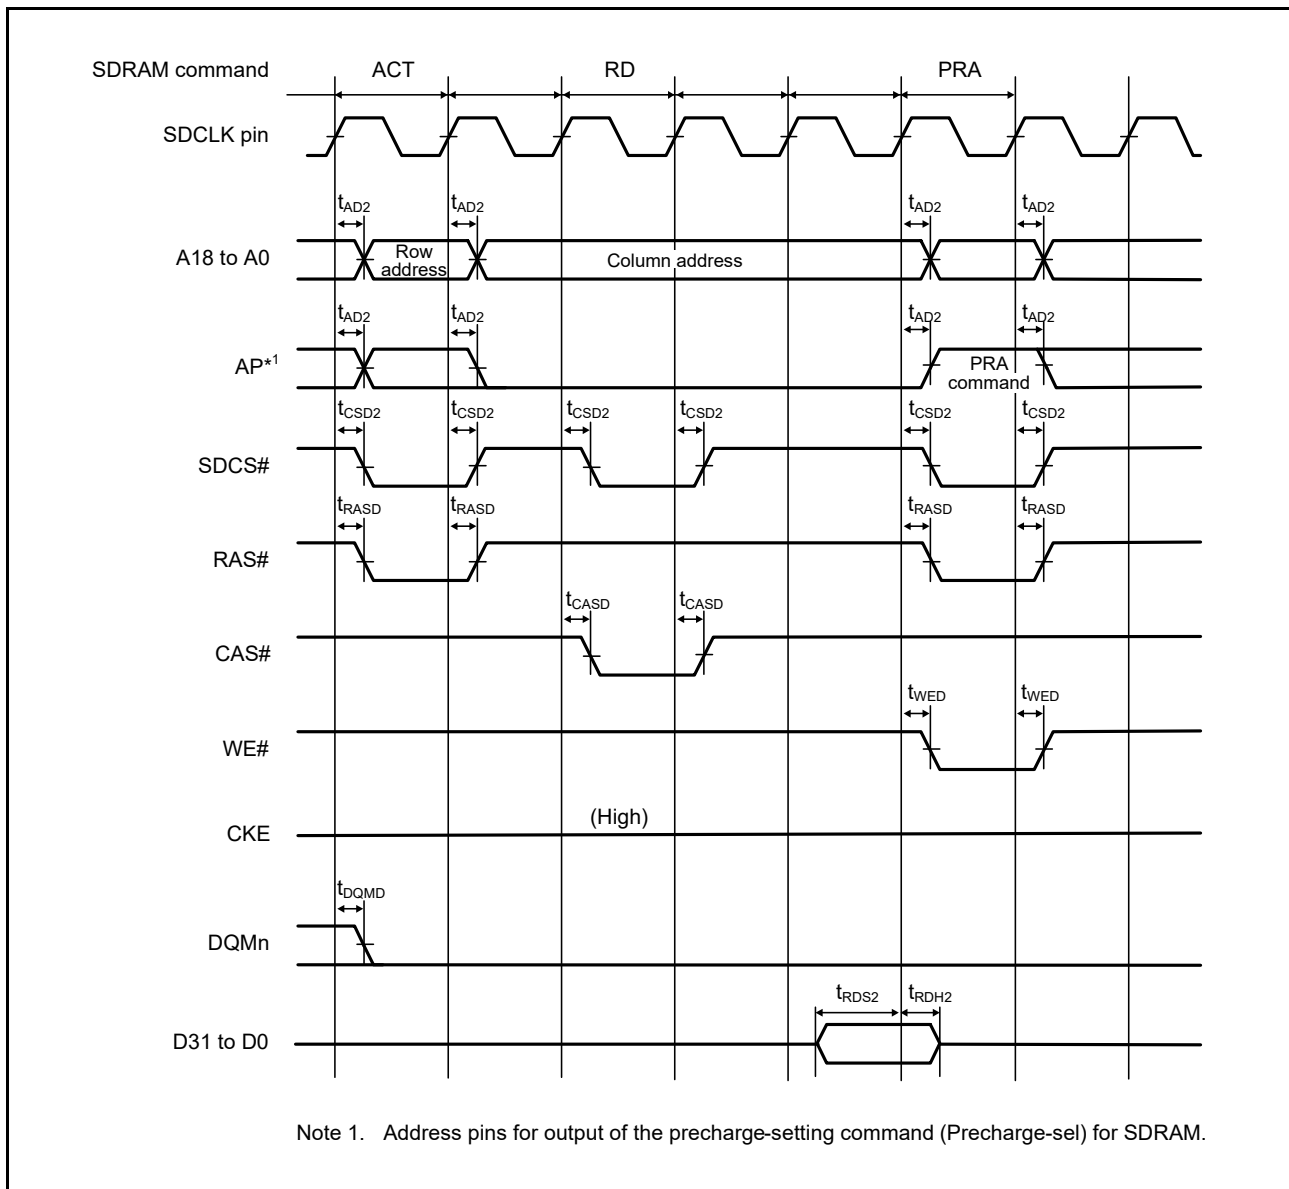 SDRAM command ACT RD PRA
SDCLK pin
tAD2 tAD2 tAD2 tAD2
A18 to A0 Row address Column address
tAD2 tAD2 tAD2 tAD2
AP*1 PRA command
tCSD2 tCSD2 tCSD2 tCSD2 tCSD2 tCSD2
SDCS#
tRASD tRASD tRASD tRASD
RAS#
tCASD tCASD
CAS#
tWED tWED
WE#
(High)
CKE
tDQMD
DQMn
tRDS2 tRDH2
D31 to D0
Note 1. Address pins for output of the precharge-setting command (Precharge-sel) for SDRAM.